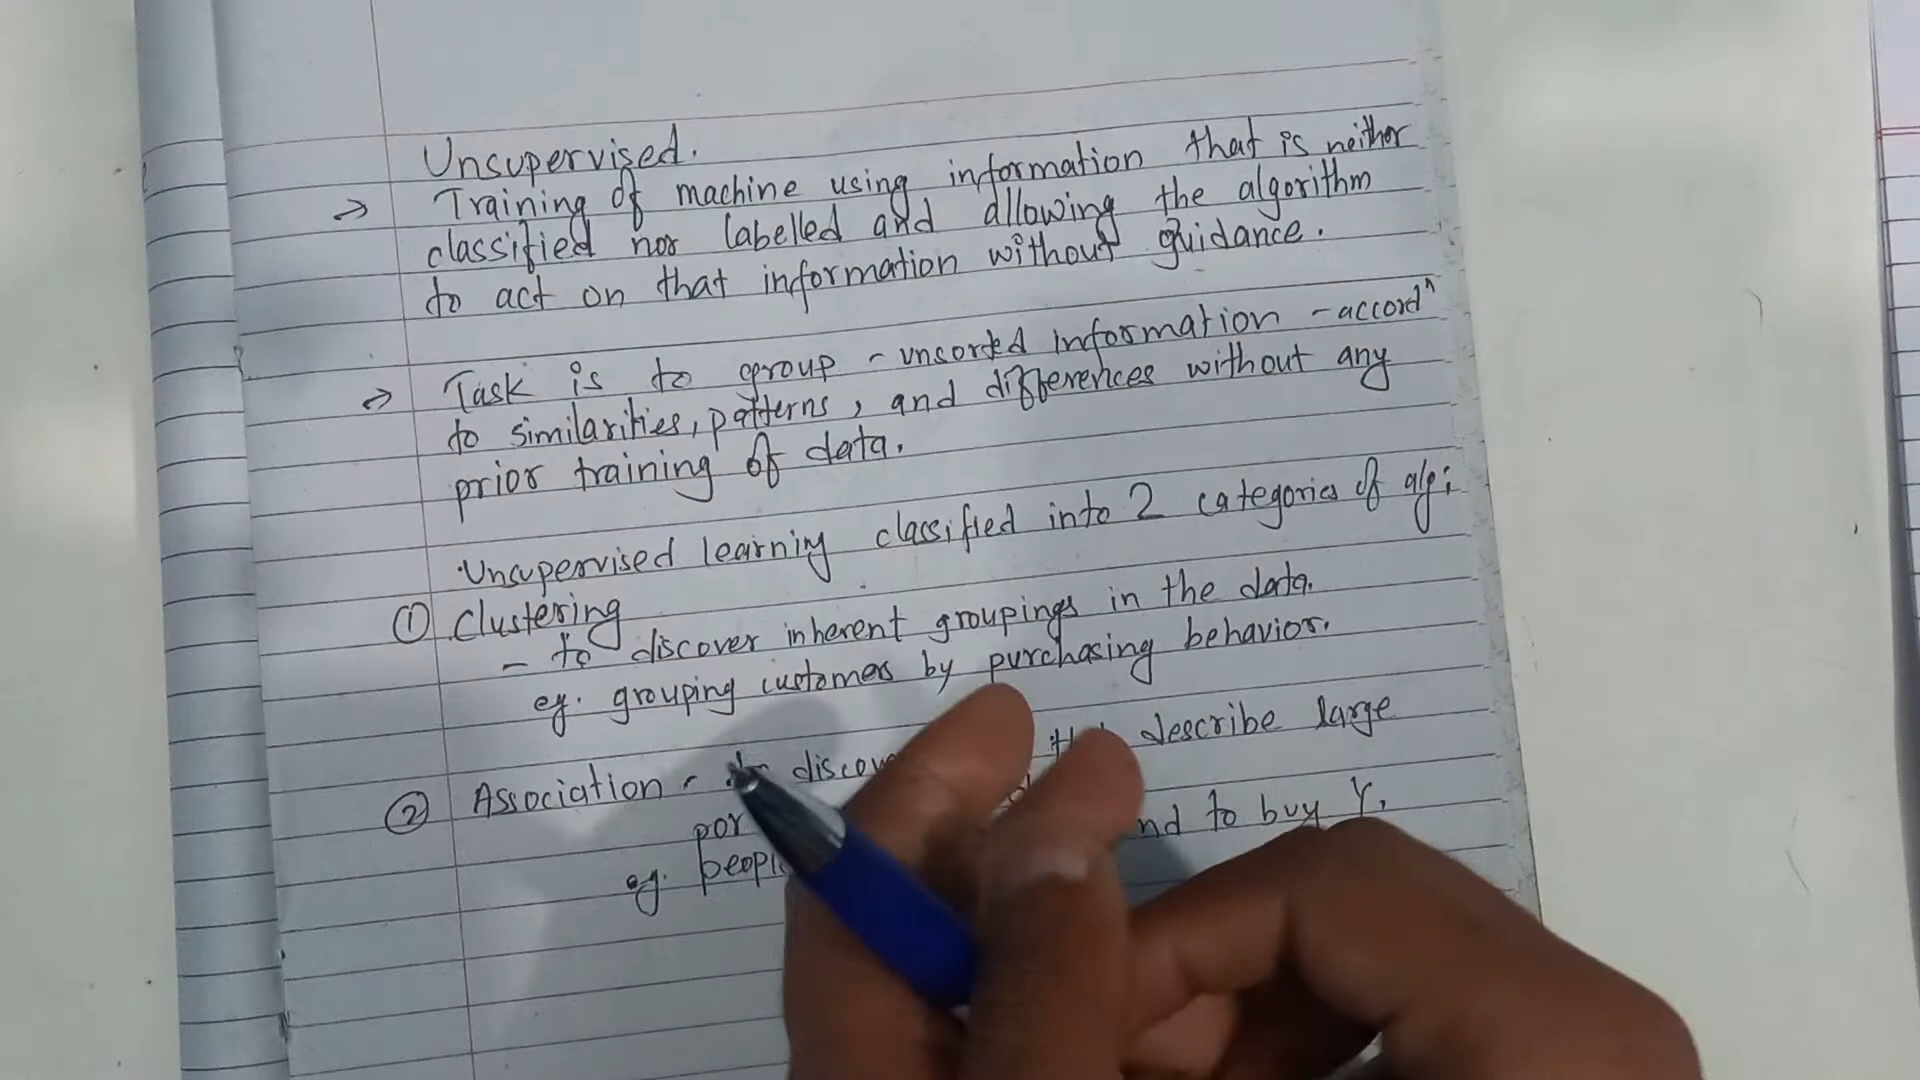 Unsupervised.
→ Training of machine using information that is neither
classified nor labelled and allowing the algorithm
to act on that information without guidance.
→ Task is to group - unsorted information - accordⁿ
to similarities, patterns, and differences without any
prior training of data.
Unsupervised learning classified into 2 categories of alg:
① Clustering
- to discover inherent groupings in the data.
eg. grouping customers by purchasing behavior.
② Association - to describe large
to buy Y.
eg.